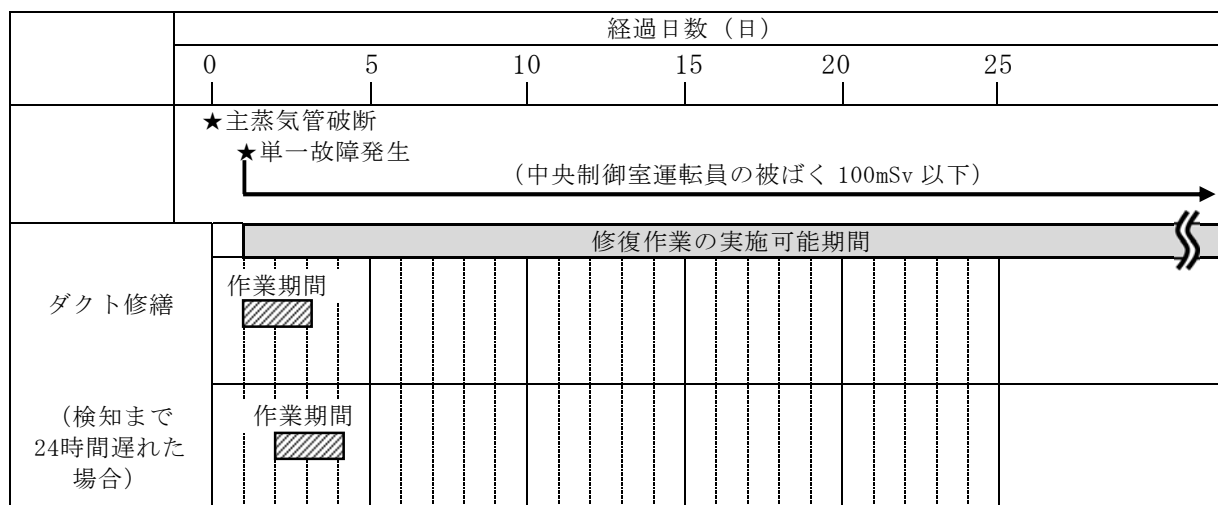 経過日数（日）
0 5 10 15 20 25
★主蒸気管破断
★単一故障発生
（中央制御室運転員の被ばく 100mSv 以下）
修復作業の実施可能期間
ダクト修繕
作業期間
（検知まで
24時間遅れた
場合）
作業期間